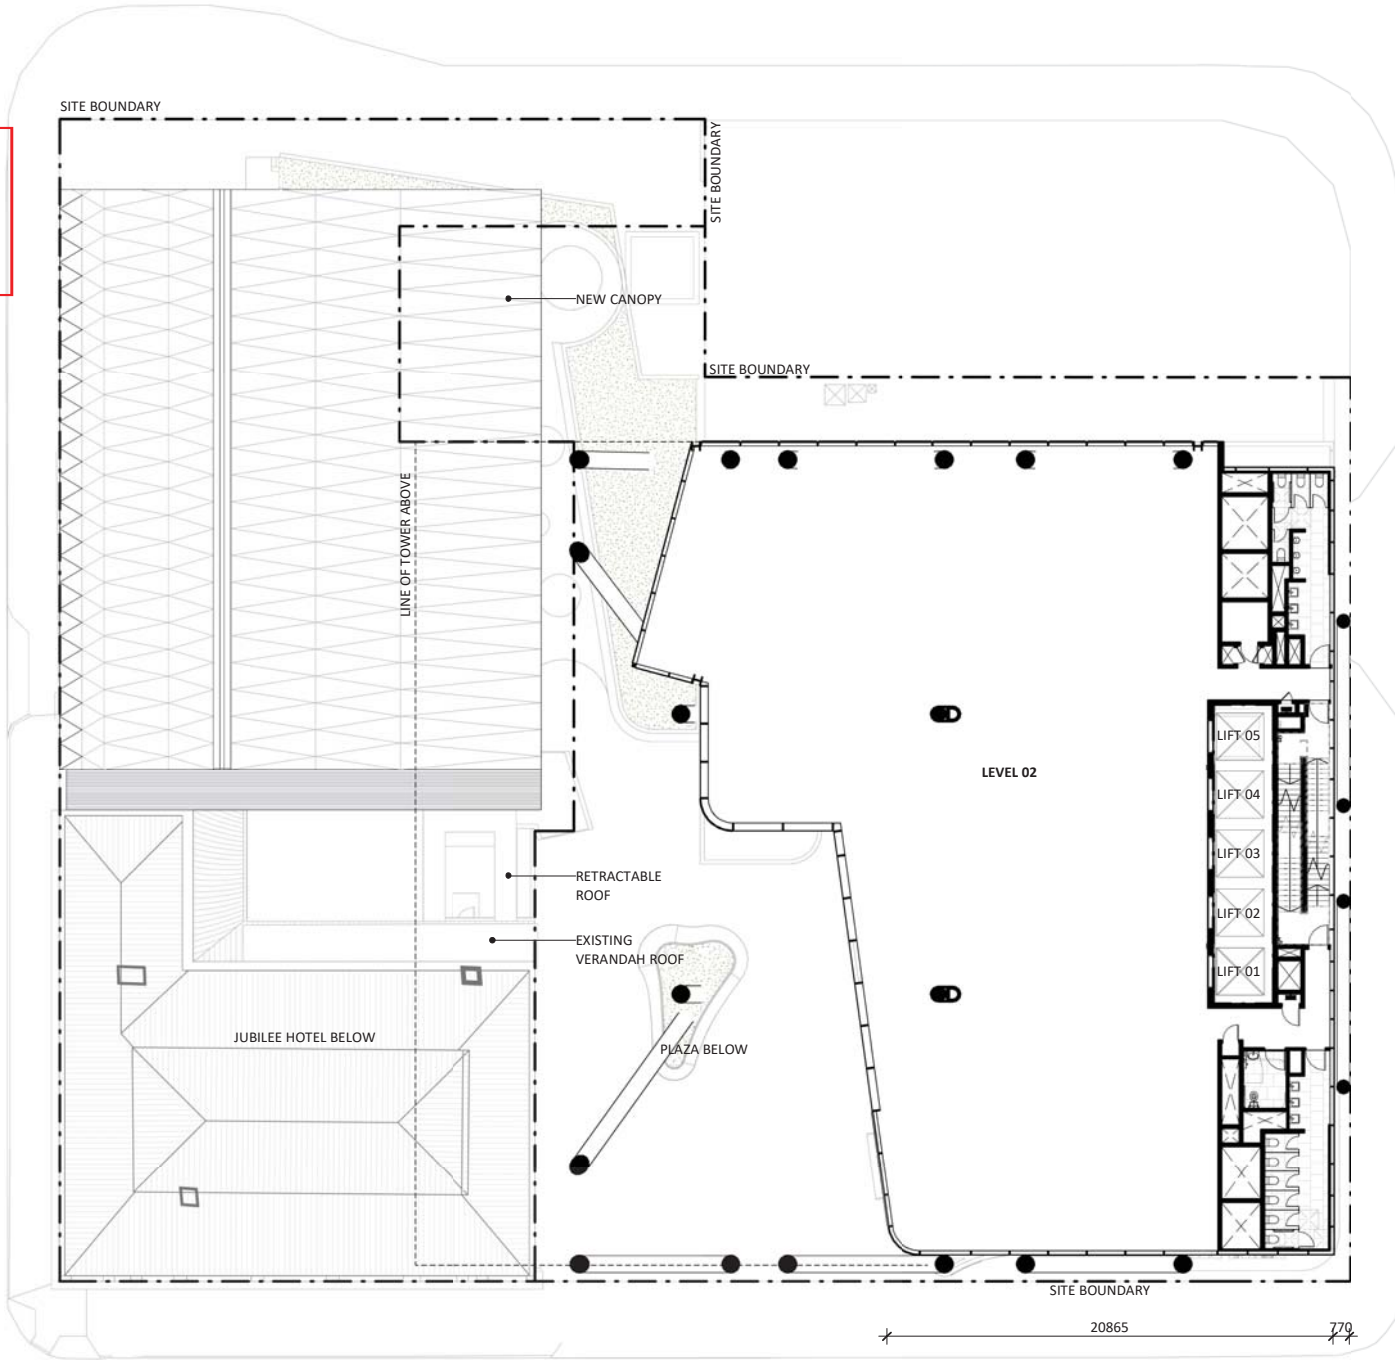 SITE BOUNDARY
SITE BOUNDARY
NEW CANOPY
SITE BOUNDARY
LINE OF TOWER ABOVE
LIFT 05
LEVEL 02
LIFT 04
LIFT 03
RETRACTABLE
ROOF
LIFT 02
EXISTING
VERANDAH ROOF
LIFT 01
JUBILEE HOTEL BELOW
PLAZA BELOW
SITE BOUNDARY
20865
770